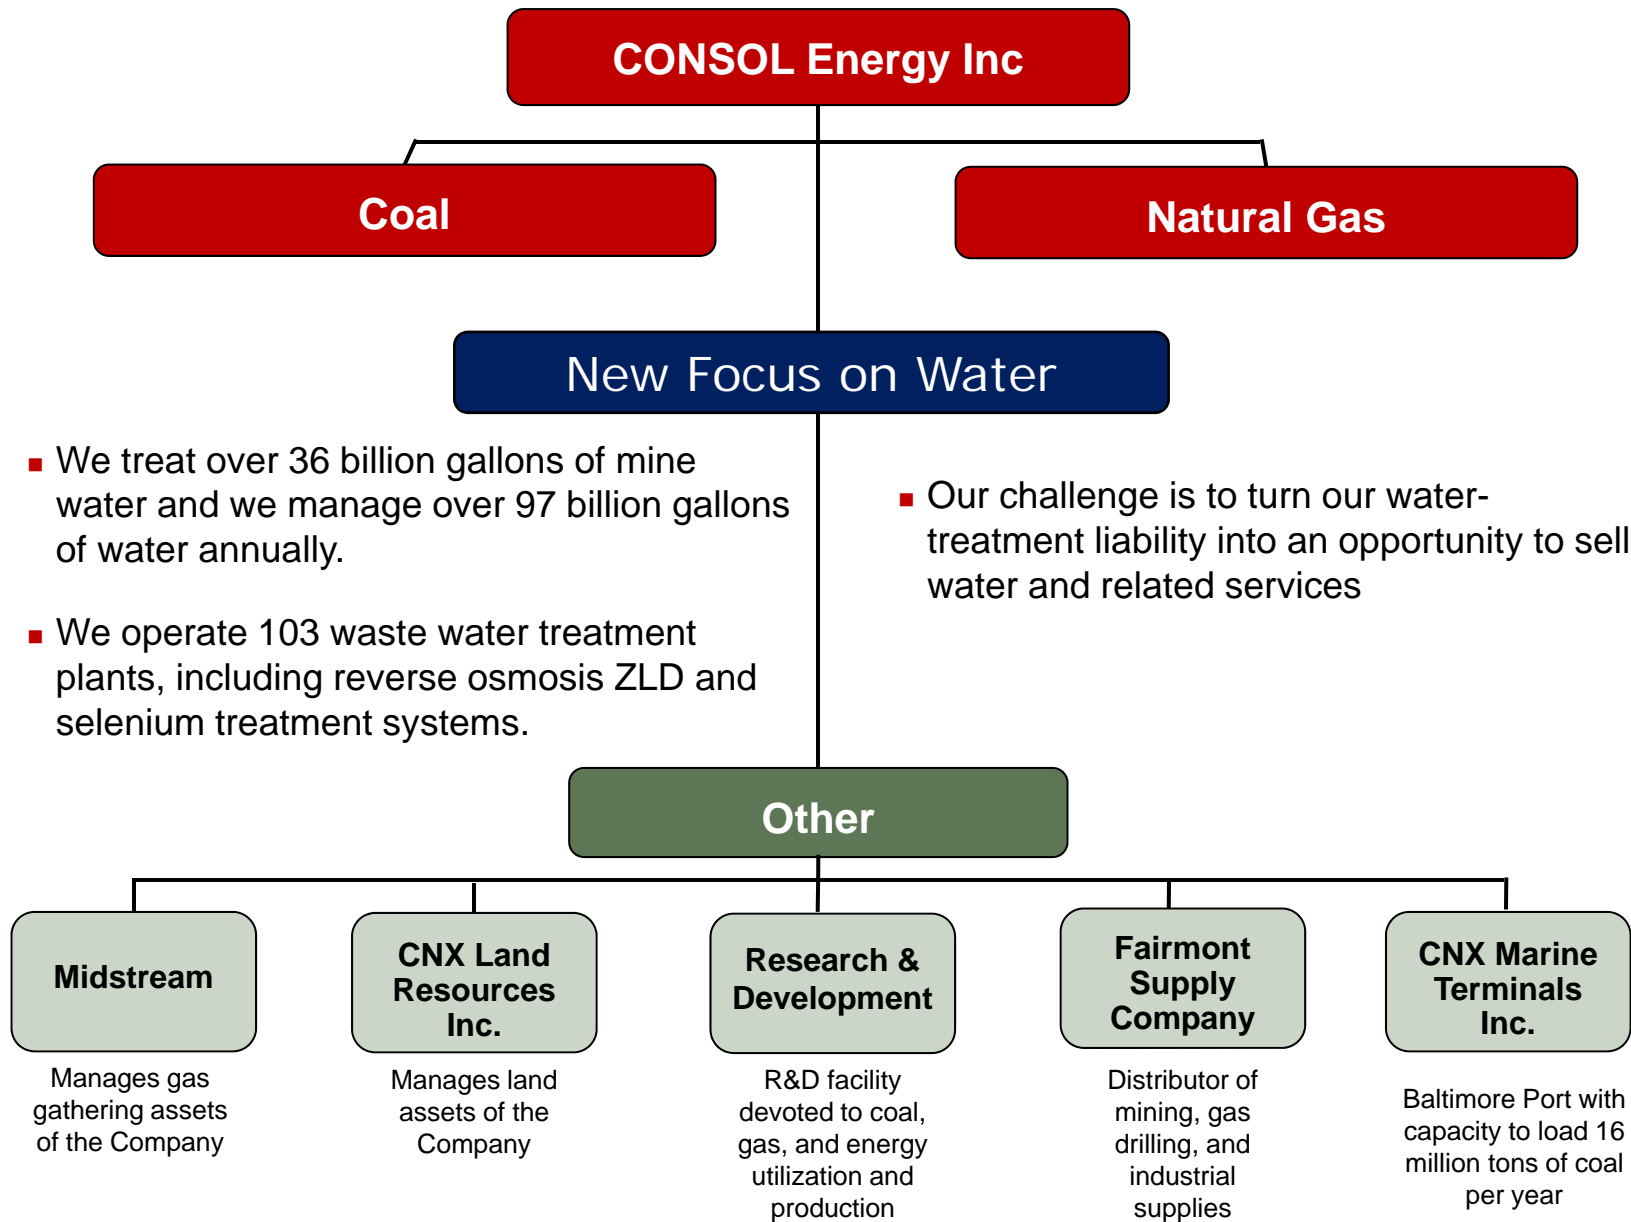 CONSOL Energy Inc
Coal
Natural Gas
New Focus on Water
▪ We treat over 36 billion gallons of mine
water and we manage over 97 billion gallons
of water annually.
▪ We operate 103 waste water treatment
plants, including reverse osmosis ZLD and
selenium treatment systems.
▪ Our challenge is to turn our water-
treatment liability into an opportunity to sell
water and related services
Other
Midstream
Manages gas
gathering assets
of the Company
CNX Land
Resources
Inc.
Manages land
assets of the
Company
Research &
Development
R&D facility
devoted to coal,
gas, and energy
utilization and
production
Fairmont
Supply
Company
Distributor of
mining, gas
drilling, and
industrial
supplies
CNX Marine
Terminals
Inc.
Baltimore Port with
capacity to load 16
million tons of coal
per year